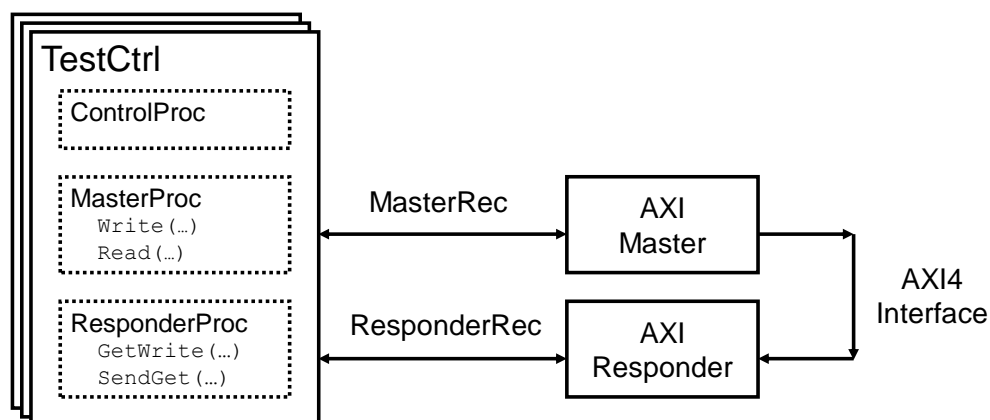 TestCtrl
ControlProc
MasterProc
Write(…)
Read(…)
ResponderProc
GetWrite(…)
SendGet(…)
MasterRec
ResponderRec
AXI
Master
AXI
Responder
AXI4
Interface